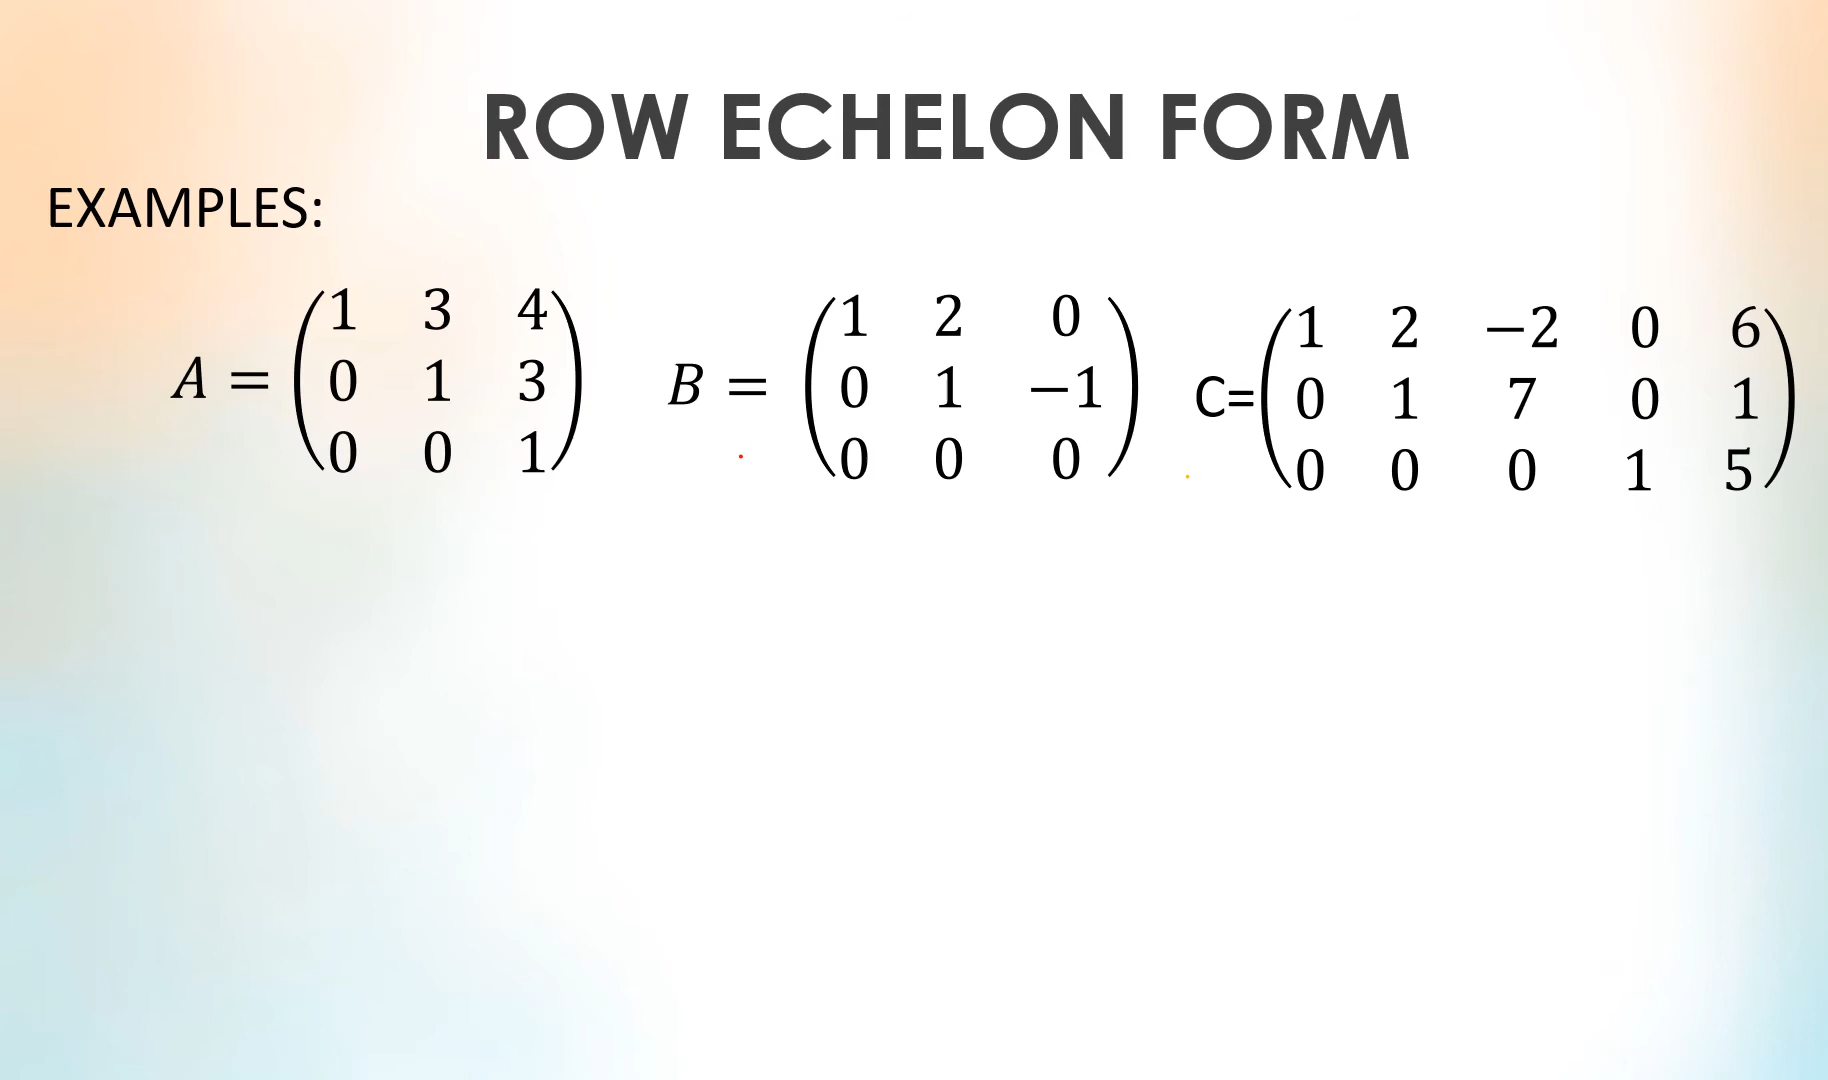 ROW ECHELON FORM
EXAMPLES:
A = (1 3 4
0 1 3
0 0 1)
B = (1 2 0
0 1 −1
0 0 0)
C= (1 2 −2 0 6
0 1 7 0 1
0 0 0 1 5)